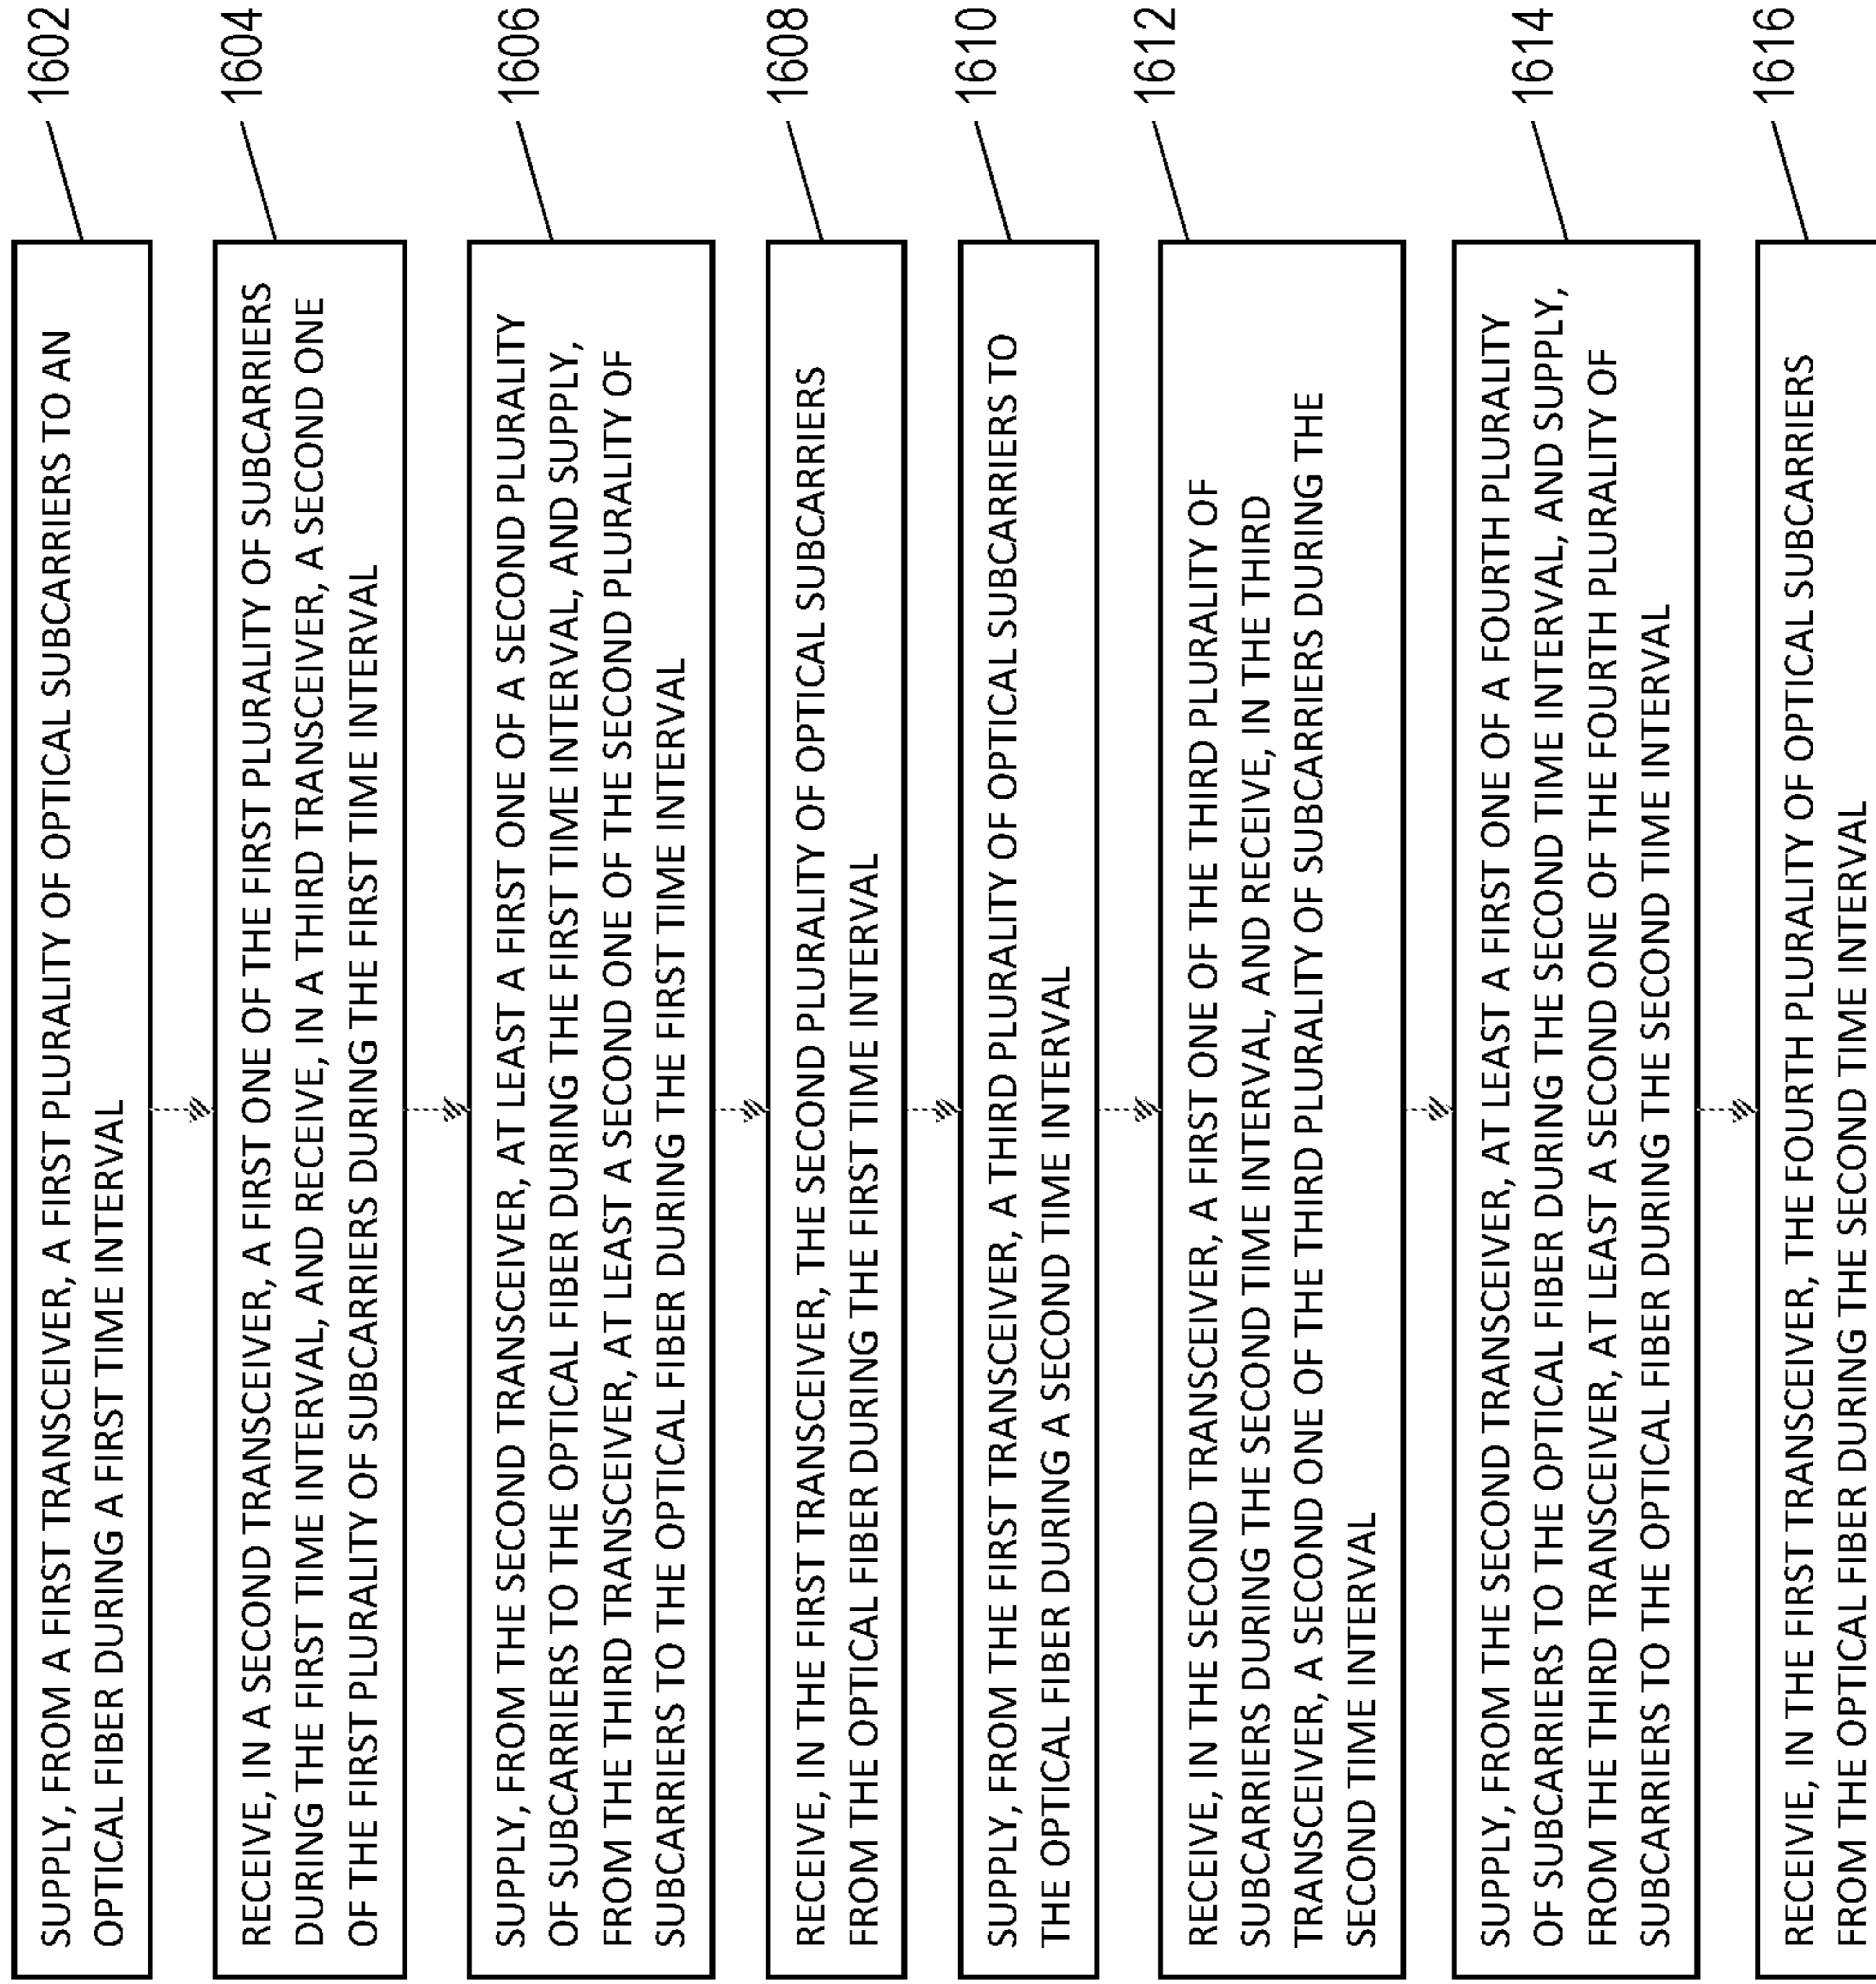 SUPPLY, FROM A FIRST TRANSCEIVER, A FIRST PLURALITY OF OPTICAL SUBCARRIERS TO AN
OPTICAL FIBER DURING A FIRST TIME INTERVAL
1602
RECEIVE, IN A SECOND TRANSCEIVER, A FIRST ONE OF THE FIRST PLURALITY OF SUBCARRIERS
DURING THE FIRST TIME INTERVAL, AND RECEIVE, IN A THIRD TRANSCEIVER, A SECOND ONE
OF THE FIRST PLURALITY OF SUBCARRIERS DURING THE FIRST TIME INTERVAL
1604
SUPPLY, FROM THE SECOND TRANSCEIVER, AT LEAST A FIRST ONE OF A SECOND PLURALITY
OF SUBCARRIERS TO THE OPTICAL FIBER DURING THE FIRST TIME INTERVAL, AND SUPPLY,
FROM THE THIRD TRANSCEIVER, AT LEAST A SECOND ONE OF THE SECOND PLURALITY OF
SUBCARRIERS TO THE OPTICAL FIBER DURING THE FIRST TIME INTERVAL
1606
RECEIVE, IN THE FIRST TRANSCEIVER, THE SECOND PLURALITY OF OPTICAL SUBCARRIERS
FROM THE OPTICAL FIBER DURING THE FIRST TIME INTERVAL
1608
SUPPLY, FROM THE FIRST TRANSCEIVER, A THIRD PLURALITY OF OPTICAL SUBCARRIERS TO
THE OPTICAL FIBER DURING A SECOND TIME INTERVAL
1610
RECEIVE, IN THE SECOND TRANSCEIVER, A FIRST ONE OF THE THIRD PLURALITY OF
SUBCARRIERS DURING THE SECOND TIME INTERVAL, AND RECEIVE, IN THE THIRD
TRANSCEIVER, A SECOND ONE OF THE THIRD PLURALITY OF SUBCARRIERS DURING THE
SECOND TIME INTERVAL
1612
SUPPLY, FROM THE SECOND TRANSCEIVER, AT LEAST A FIRST ONE OF A FOURTH PLURALITY
OF SUBCARRIERS TO THE OPTICAL FIBER DURING THE SECOND TIME INTERVAL, AND SUPPLY,
FROM THE THIRD TRANSCEIVER, AT LEAST A SECOND ONE OF THE FOURTH PLURALITY OF
SUBCARRIERS TO THE OPTICAL FIBER DURING THE SECOND TIME INTERVAL
1614
RECEIVIE, IN THE FIRST TRANSCEIVER, THE FOURTH PLURALITY OF OPTICAL SUBCARRIERS
FROM THE OPTICAL FIBER DURING THE SECOND TIME INTERVAL
1616